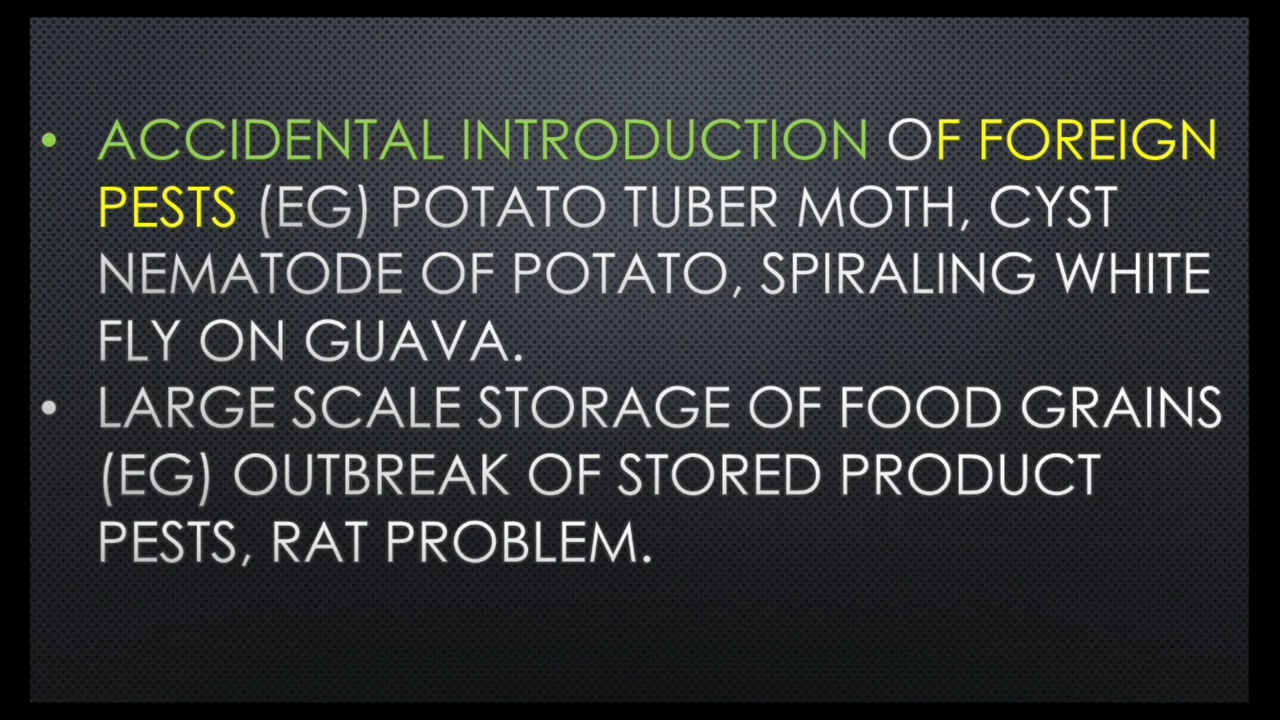 • ACCIDENTAL INTRODUCTION OF FOREIGN
PESTS (EG) POTATO TUBER MOTH, CYST
NEMATODE OF POTATO, SPIRALING WHITE
FLY ON GUAVA.
• LARGE SCALE STORAGE OF FOOD GRAINS
(EG) OUTBREAK OF STORED PRODUCT
PESTS, RAT PROBLEM.